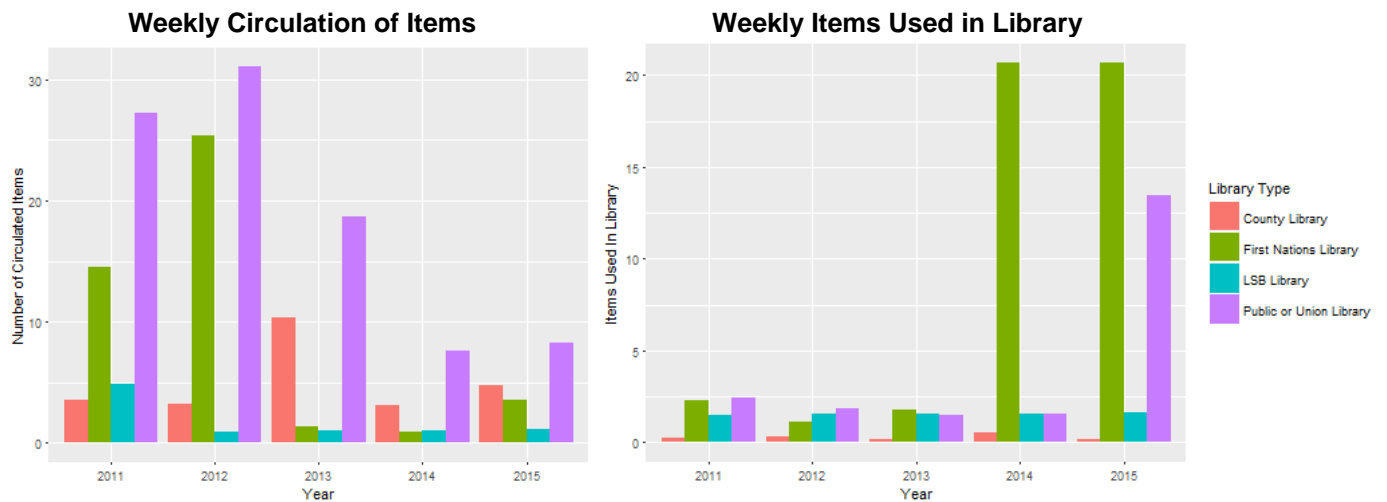 Weekly Circulation of Items
Number of Circulated Items
30
20
10
0
2011
2012
2013
2014
2015
Year
Weekly Items Used in Library
Items Used In Library
20
15
10
5
0
2011
2012
2013
2014
2015
Year
Library Type
County Library
First Nations Library
LSB Library
Public or Union Library